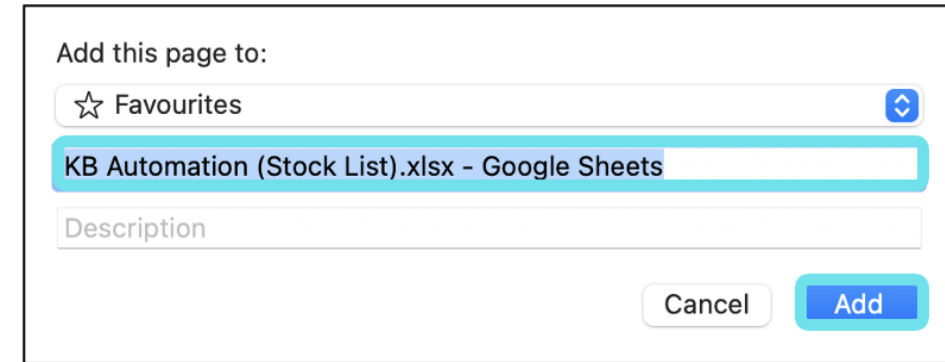 Add this page to:
Favourites
KB Automation (Stock List).xlsx - Google Sheets
Description
Cancel
Add